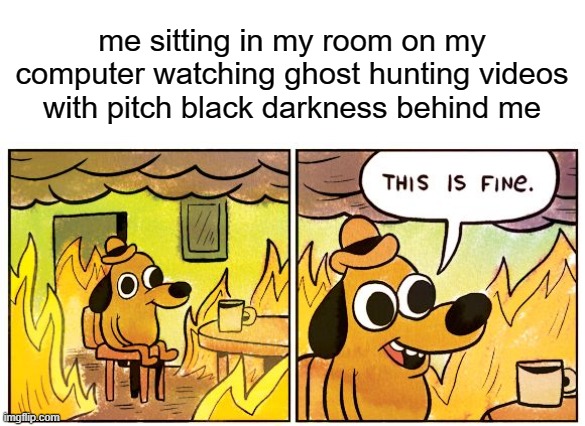 me sitting in my room on my
computer watching ghost hunting videos
with pitch black darkness behind me
THIS IS FINE.
imgflip.com